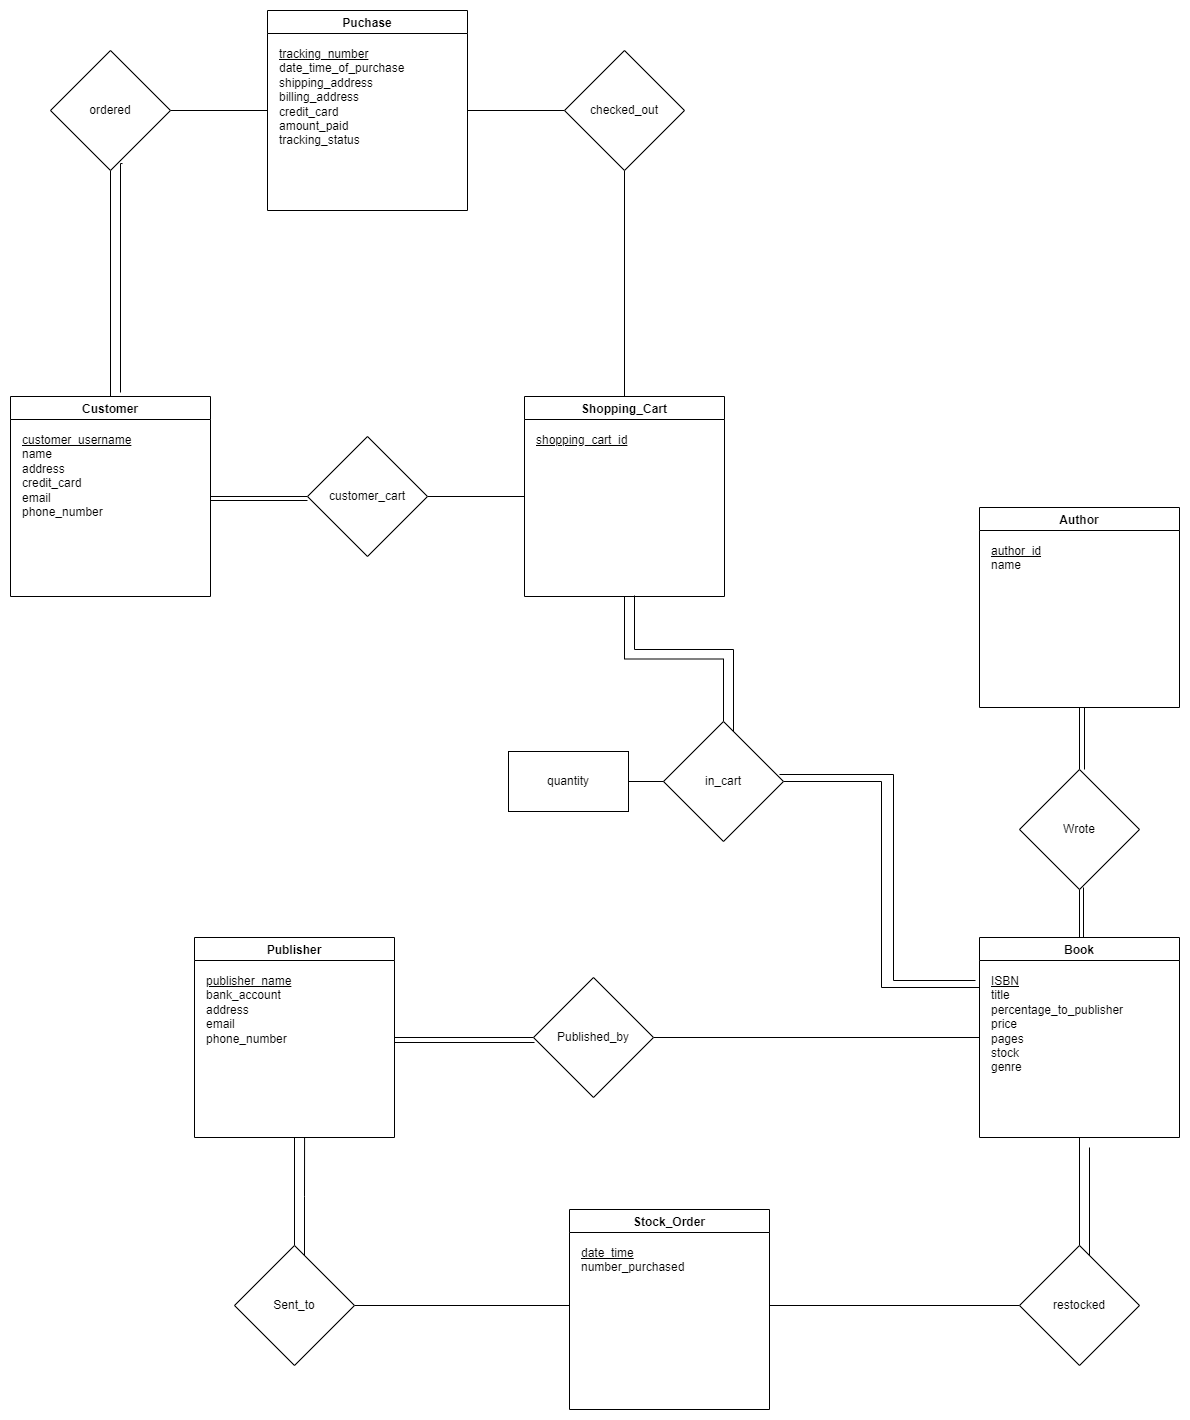 Puchase
tracking_number
date_time_of_purchase
shipping_address
billing_address
credit_card
amount_paid
tracking_status
ordered
checked_out
Customer
customer_username
name
address
credit_card
email
phone_number
customer_cart
Shopping_Cart
shopping_cart_id
Author
author_id
name
quantity
in_cart
Wrote
Publisher
publisher_name
bank_account
address
email
phone_number
Published_by
Book
ISBN
title
percentage_to_publisher
price
pages
stock
genre
Sent_to
Stock_Order
date_time
number_purchased
restocked